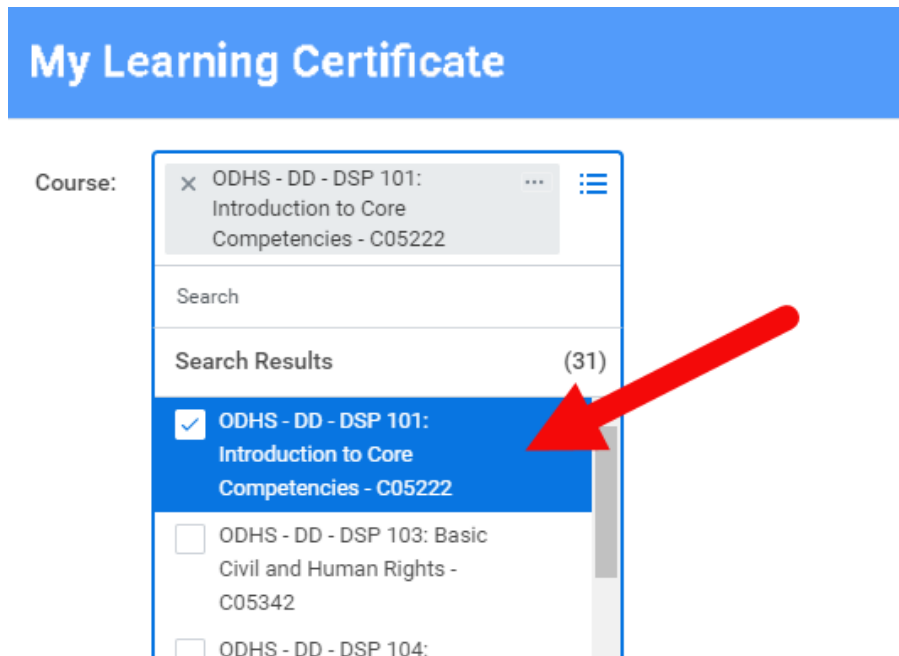 My Learning Certificate
Course:
× ODHS - DD - DSP 101: ...
Introduction to Core
Competencies - C05222
Search
Search Results (31)
ODHS - DD - DSP 101:
Introduction to Core
Competencies - C05222
ODHS - DD - DSP 103: Basic
Civil and Human Rights -
C05342
ODHS - DD - DSP 104: